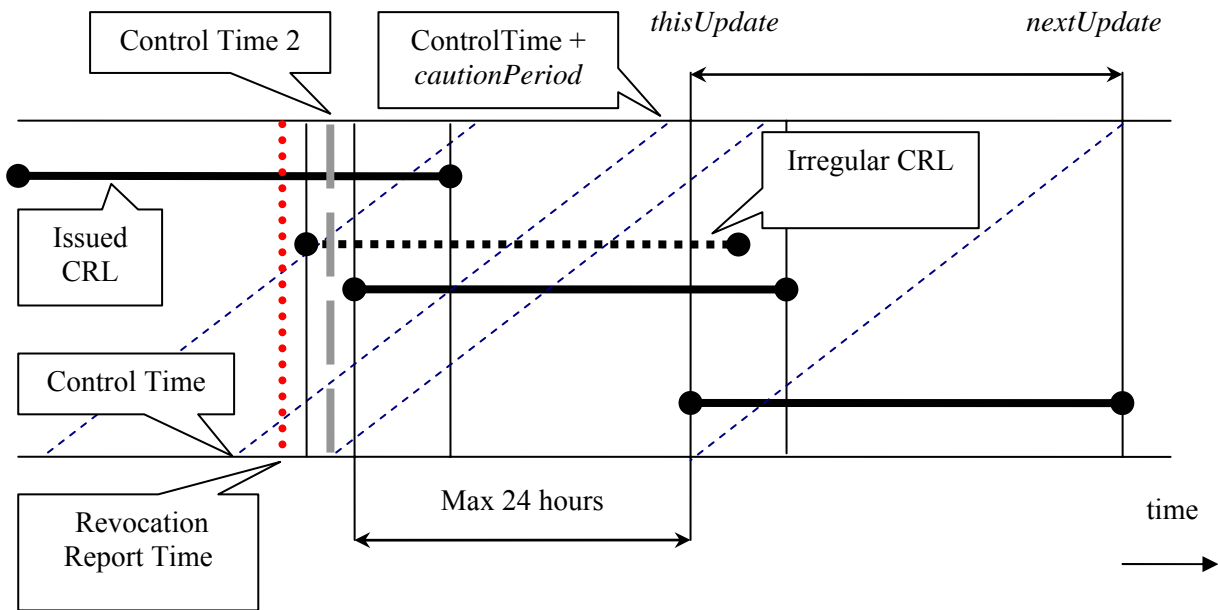 thisUpdate
nextUpdate
Control Time 2
ControlTime +
cautionPeriod
Irregular CRL
Issued
CRL
Control Time
Revocation
Report Time
Max 24 hours
time